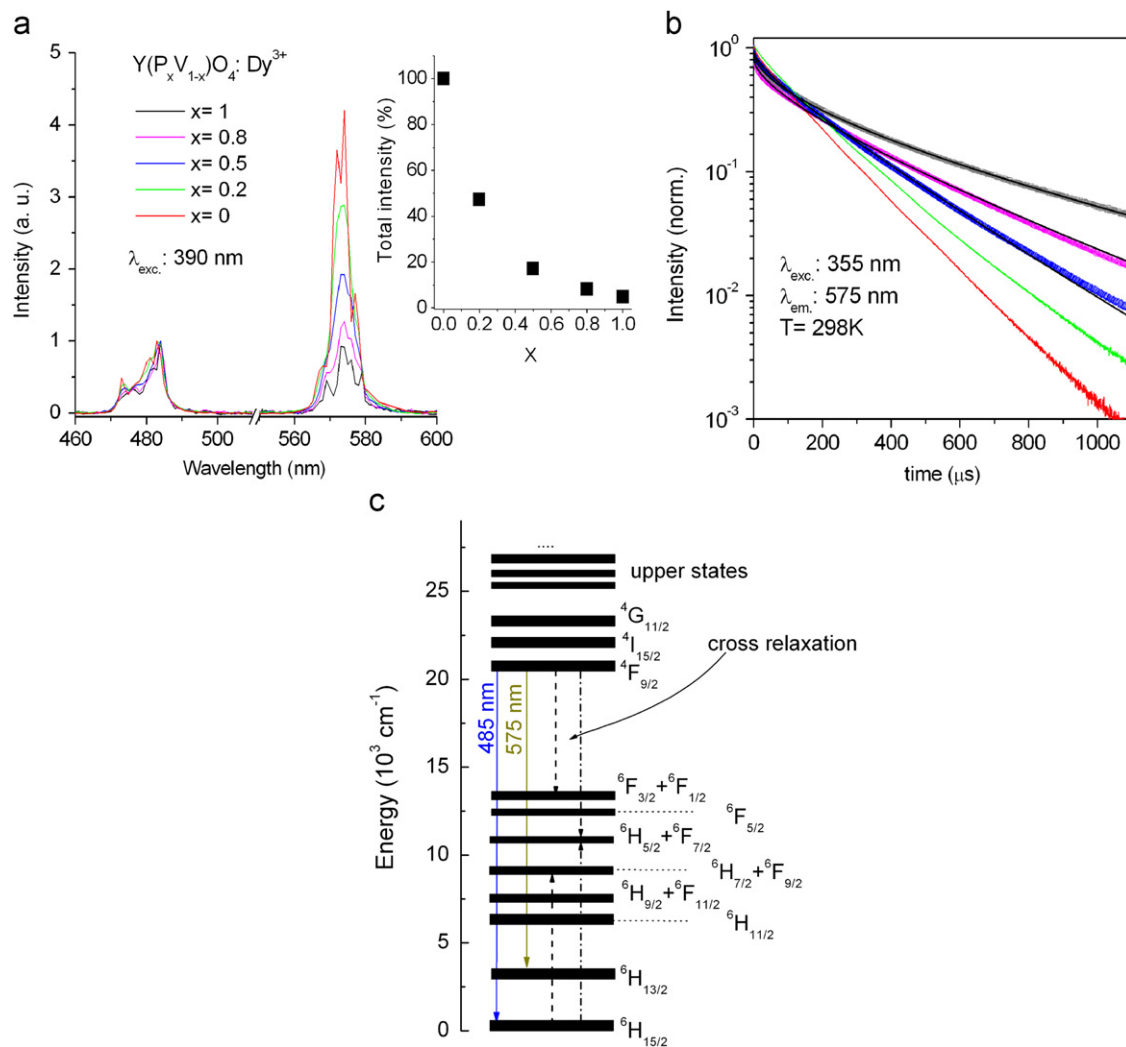 a
Y(PₓV₁₋ₓ)O₄: Dy³⁺
x= 1
x= 0.8
x= 0.5
x= 0.2
x= 0
λexc.: 390 nm
Intensity (a. u.)
5
4
3
2
1
0
460 480 500 560 580 600
Wavelength (nm)
Total intensity (%)
100
80
60
40
20
0
0.0 0.2 0.4 0.6 0.8 1.0
X
b
Intensity (norm.)
10⁰
10⁻¹
10⁻²
10⁻³
λexc.: 355 nm
λem.: 575 nm
T= 298K
0 200 400 600 800 1000
time (μs)
c
Energy (10³ cm⁻¹)
25
20
15
10
5
0
....
upper states
⁴G₁₁/₂
⁴I₁₅/₂
⁴F₉/₂
cross relaxation
485 nm
575 nm
⁶F₃/₂+⁶F₁/₂
⁶F₅/₂
⁶H₅/₂+⁶F₇/₂
⁶H₇/₂+⁶F₉/₂
⁶H₉/₂+⁶F₁₁/₂
⁶H₁₁/₂
⁶H₁₃/₂
⁶H₁₅/₂